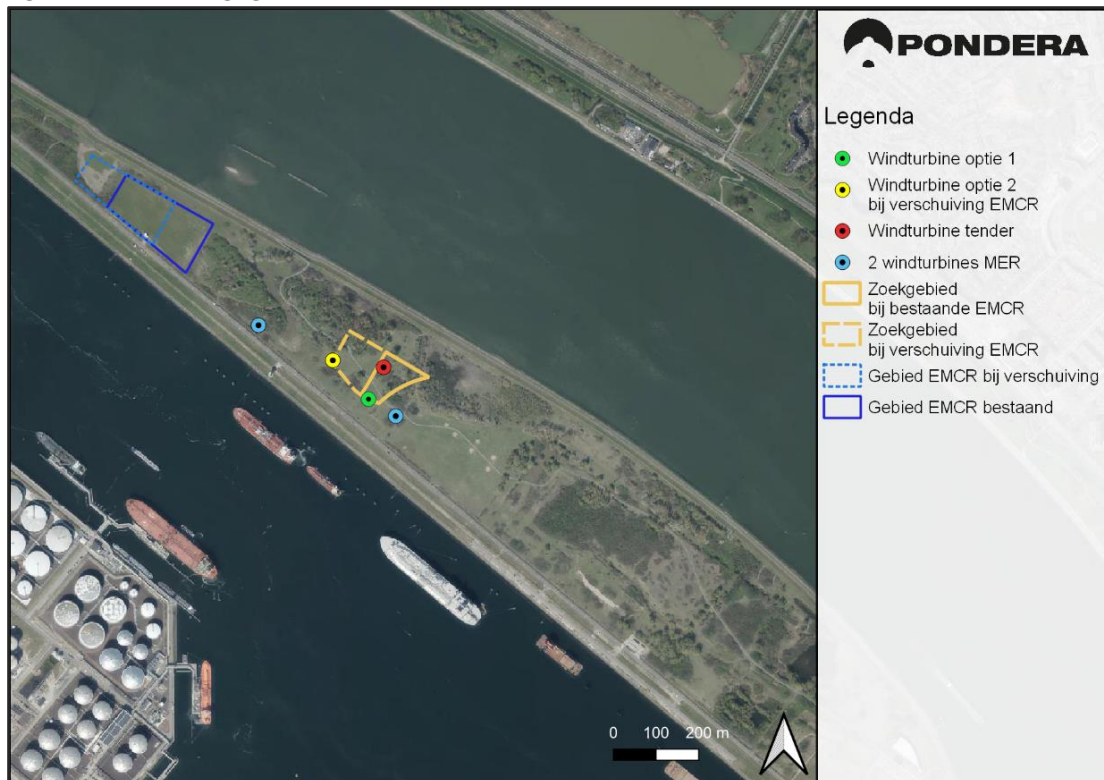 PONDERA
Legenda
Windturbine optie 1
Windturbine optie 2
bij verschuiving EMCR
Windturbine tender
2 windturbines MER
Zoekgebied
bij bestaande EMCR
Zoekgebied
bij verschuiving EMCR
Gebied EMCR bij verschuiving
Gebied EMCR bestaand
0 100 200 m